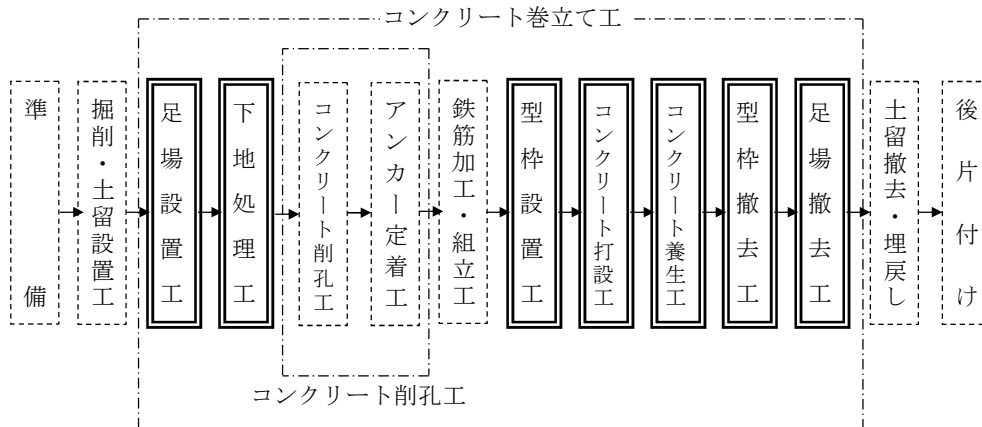 コンクリート巻立て工
準備
掘削・土留設置工
足場設置工
下地処理工
コンクリート削孔工
アンカー定着工
鉄筋加工・組立工
型枠設置工
コンクリート打設工
コンクリート養生工
型枠撤去工
足場撤去工
土留撤去・埋戻し
後片付け
コンクリート削孔工